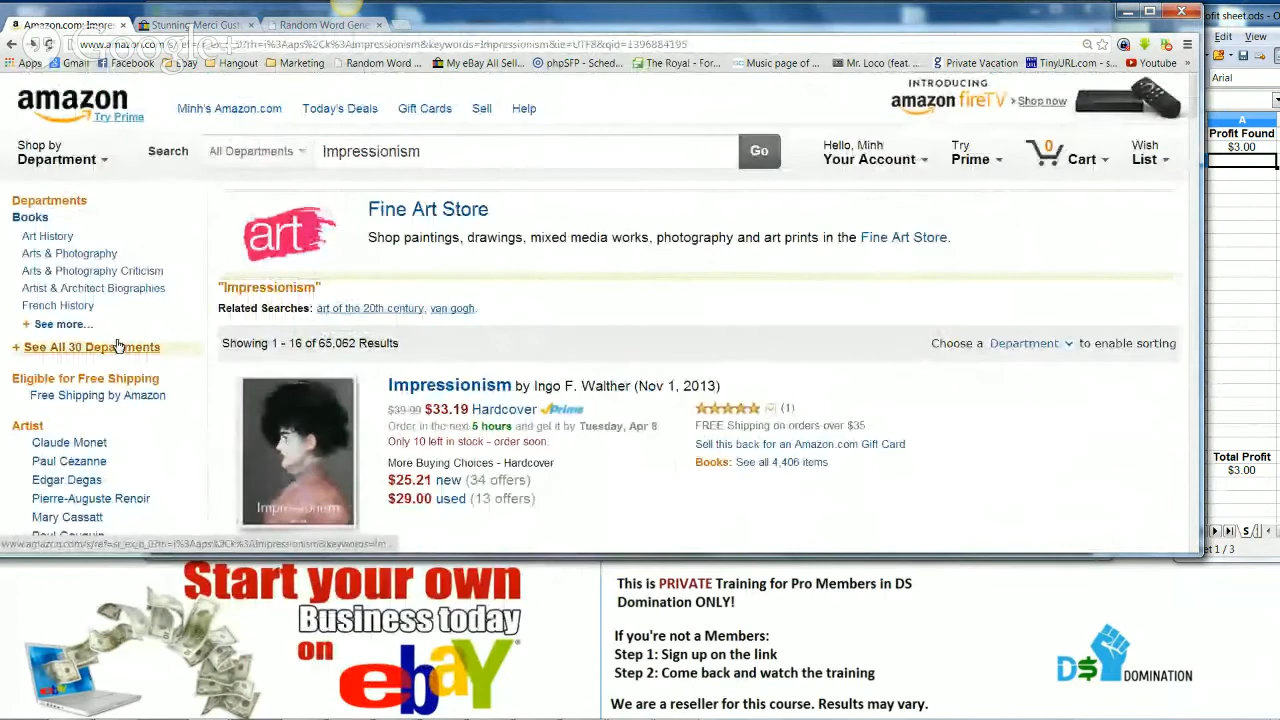 Amazon.com: Impres
Stunning Merci Gust
Random Word Gene
Google+
Apps
Gmail
Facebook
Ebay
Hangout
Marketing
Random Word ...
My eBay All Sh...
phpSFP - Sched...
The Royal - For...
Music page of ...
Mr. Loco (feat. ...
Private Vacation
TinyURL.com - s...
Youtube
amazon
Try Prime
Minh's Amazon.com
Today's Deals
Gift Cards
Sell
Help
INTRODUCING
amazon fireTV
Shop now
Shop by
Department
Search
All Departments
Impressionism
Go
Hello, Minh
Your Account
Try
Prime
0
Cart
Wish
List
Departments
Books
Art History
Arts & Photography
Arts & Photography Criticism
Artist & Architect Biographies
French History
+ See more...
+ See All 30 Departments
Eligible for Free Shipping
Free Shipping by Amazon
Artist
Claude Monet
Paul Cézanne
Edgar Degas
Pierre-Auguste Renoir
Mary Cassatt
art
Fine Art Store
Shop paintings, drawings, mixed media works, photography and art prints in the Fine Art Store.
"Impressionism"
Related Searches: art of the 20th century, van gogh.
Showing 1 - 16 of 65,062 Results
Choose a Department to enable sorting
Impressionism
Impressionism by Ingo F. Walther (Nov 1, 2013)
$39.99 $33.19 Hardcover Prime
Order in the next 5 hours and get it by Tuesday, Apr 8
Only 10 left in stock - order soon.
More Buying Choices - Hardcover
$25.21 new (34 offers)
$29.00 used (13 offers)
(1)
FREE Shipping on orders over $35
Sell this back for an Amazon.com Gift Card
Books: See all 4,406 items
ofit sheet.ods -
Edit View
Arial
A
Profit Found
$3.00
Total Profit
$3.00
et 1 / 3
Start your own
Business today
on ebay
This is PRIVATE Training for Pro Members in DS
Domination ONLY!
If you're not a Members:
Step 1: Sign up on the link
Step 2: Come back and watch the training
We are a reseller for this course. Results may vary.
D$ DOMINATION